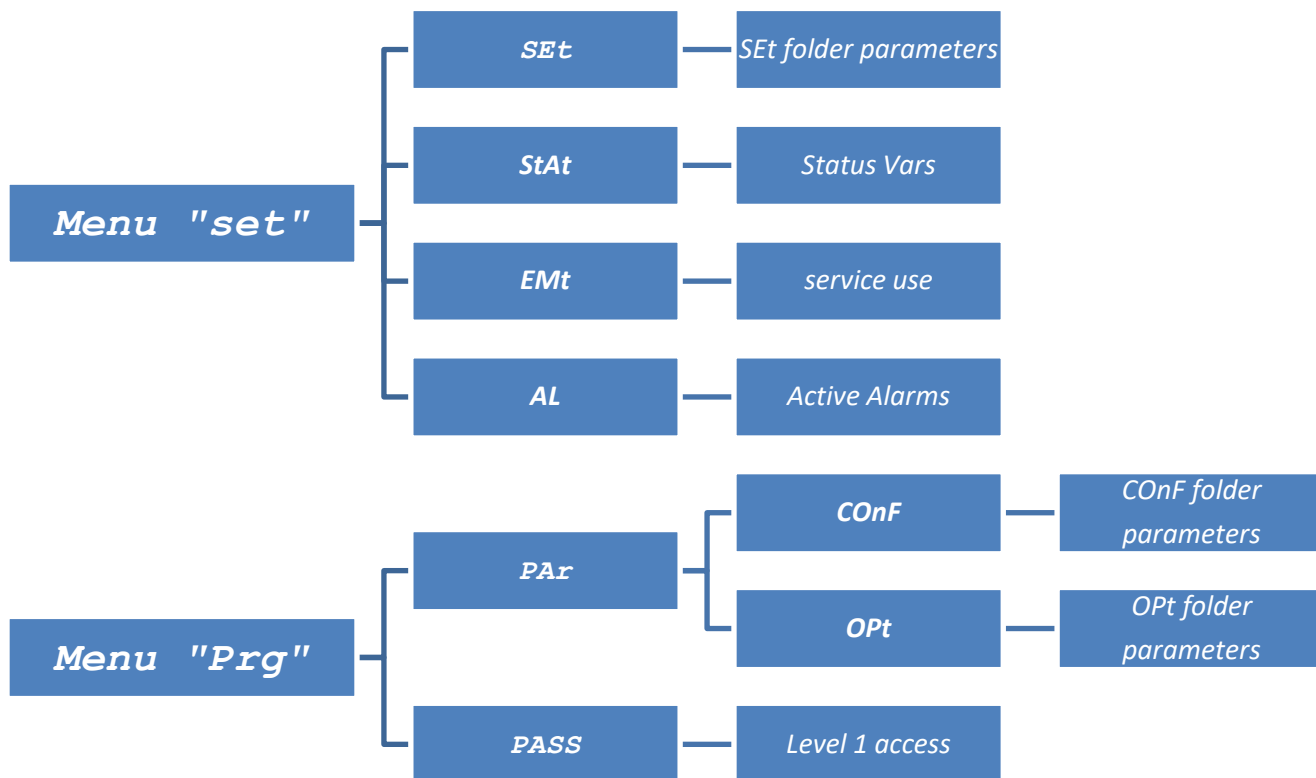 SEt
SEt folder parameters
StAt
Status Vars
Menu "set"
EMt
service use
AL
Active Alarms
COnF
COnF folder
parameters
PAr
OPt
OPt folder
parameters
Menu "Prg"
PASS
Level 1 access